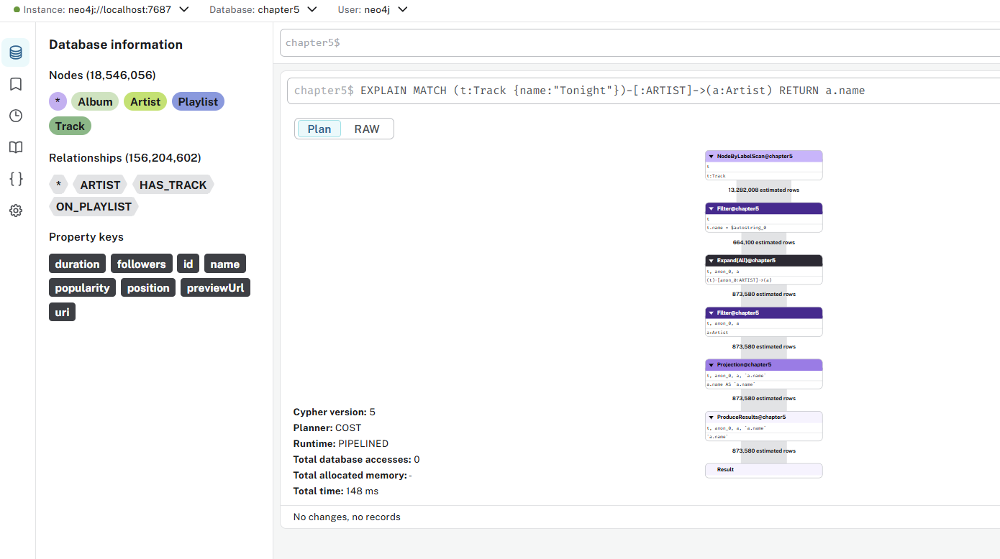 Instance: neo4j://localhost:7687 Database: chapter5 User: neo4j
Database information
Nodes (18,546,056)
* Album Artist Playlist
Track
Relationships (156,204,602)
* ARTIST HAS_TRACK
ON_PLAYLIST
Property keys
duration followers id name
popularity position previewUrl
uri
chapter5$
chapter5$ EXPLAIN MATCH (t:Track {name:"Tonight"})-[:ARTIST]->(a:Artist) RETURN a.name
Plan RAW
NodeByLabelScan@chapter5
t
t:Track
13,282,008 estimated rows
Filter@chapter5
t
t.name = $autostring_0
664,100 estimated rows
Expand(All)@chapter5
t, anon_0, a
(t)-[anon_0:ARTIST]->(a)
873,580 estimated rows
Filter@chapter5
t, anon_0, a
a:Artist
873,580 estimated rows
Projection@chapter5
t, anon_0, a, `a.name`
a.name AS `a.name`
873,580 estimated rows
ProduceResults@chapter5
t, anon_0, a, `a.name`
`a.name`
873,580 estimated rows
Result
Cypher version: 5
Planner: COST
Runtime: PIPELINED
Total database accesses: 0
Total allocated memory: -
Total time: 148 ms
No changes, no records